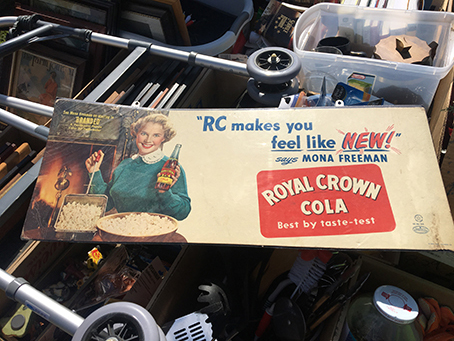 "RC makes you
feel like NEW!"
says MONA FREEMAN
ROYAL CROWN
COLA
Best by taste-test